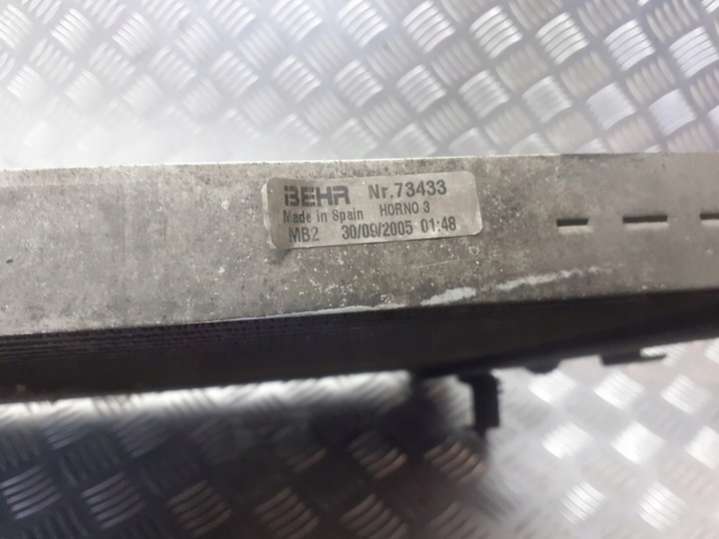 BEHR Nr.73433
Made in Spain HORNO 3
MB2 30/09/2005 01:48